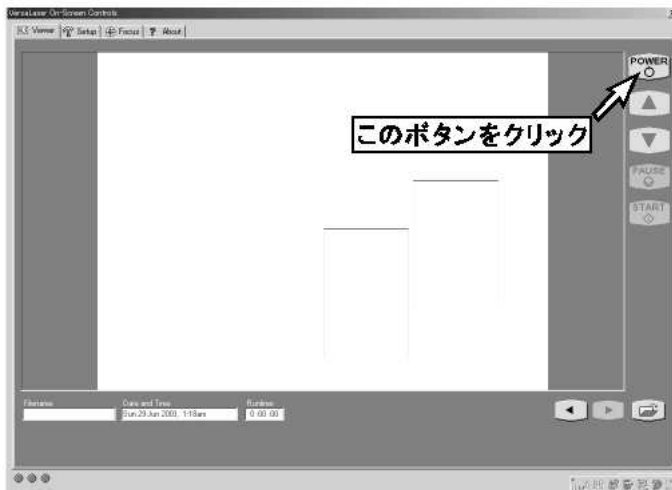 VersaLaser On-Screen Controls
Viewer Setup Focus ? About
POWER
このボタンをクリック
PAUSE
START
Filename Date and Time Runtime
Sun 29 Jun 2003, 1:18am 0:00:00